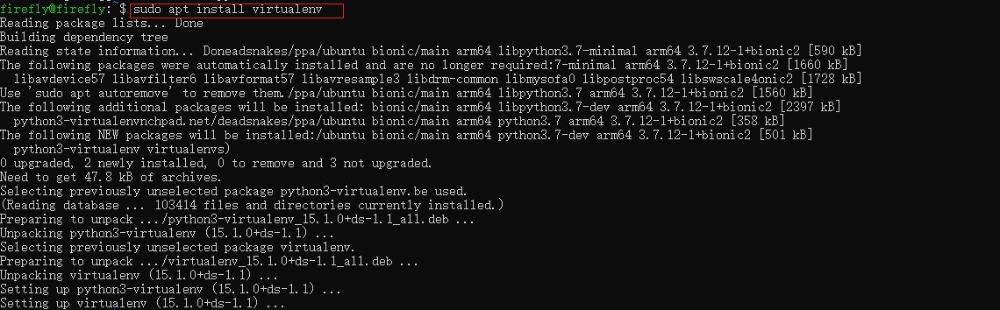 firefly@firefly:~$ sudo apt install virtualenv
Reading package lists... Done
Building dependency tree
Reading state information... Doneadsnakes/ppa/ubuntu bionic/main arm64 libpython3.7-minimal arm64 3.7.12-1+bionic2 [590 kB]
The following packages were automatically installed and are no longer required:7-minimal arm64 3.7.12-1+bionic2 [1660 kB]
  libavdevice57 libavfilter6 libavformat57 libavresample3 libdrm-common libmysofa0 libpostproc54 libswscale4onic2 [1728 kB]
Use 'sudo apt autoremove' to remove them./ppa/ubuntu bionic/main arm64 libpython3.7 arm64 3.7.12-1+bionic2 [1560 kB]
The following additional packages will be installed: bionic/main arm64 libpython3.7-dev arm64 3.7.12-1+bionic2 [2397 kB]
  python3-virtualenvnchpad.net/deadsnakes/ppa/ubuntu bionic/main arm64 python3.7 arm64 3.7.12-1+bionic2 [358 kB]
The following NEW packages will be installed:/ubuntu bionic/main arm64 python3.7-dev arm64 3.7.12-1+bionic2 [501 kB]
  python3-virtualenv virtualenvs)
0 upgraded, 2 newly installed, 0 to remove and 3 not upgraded.
Need to get 47.8 kB of archives.
Selecting previously unselected package python3-virtualenv.be used.
(Reading database ... 103414 files and directories currently installed.)
Preparing to unpack .../python3-virtualenv_15.1.0+ds-1.1_all.deb ...
Unpacking python3-virtualenv (15.1.0+ds-1.1) ...
Selecting previously unselected package virtualenv.
Preparing to unpack .../virtualenv_15.1.0+ds-1.1_all.deb ...
Unpacking virtualenv (15.1.0+ds-1.1) ...
Setting up python3-virtualenv (15.1.0+ds-1.1) ...
Setting up virtualenv (15.1.0+ds-1.1) ...